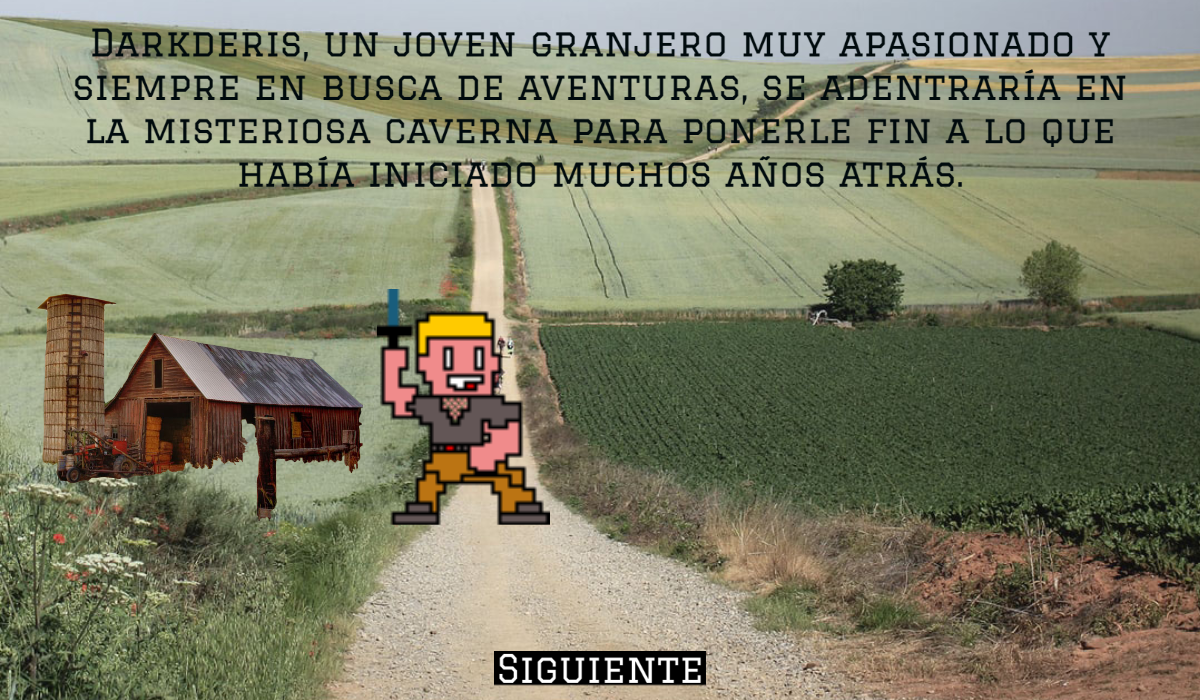 Darkderis, un joven granjero muy apasionado y
siempre en busca de aventuras, se adentraría en
la misteriosa caverna para ponerle fin a lo que
había iniciado muchos años atrás.
Siguiente